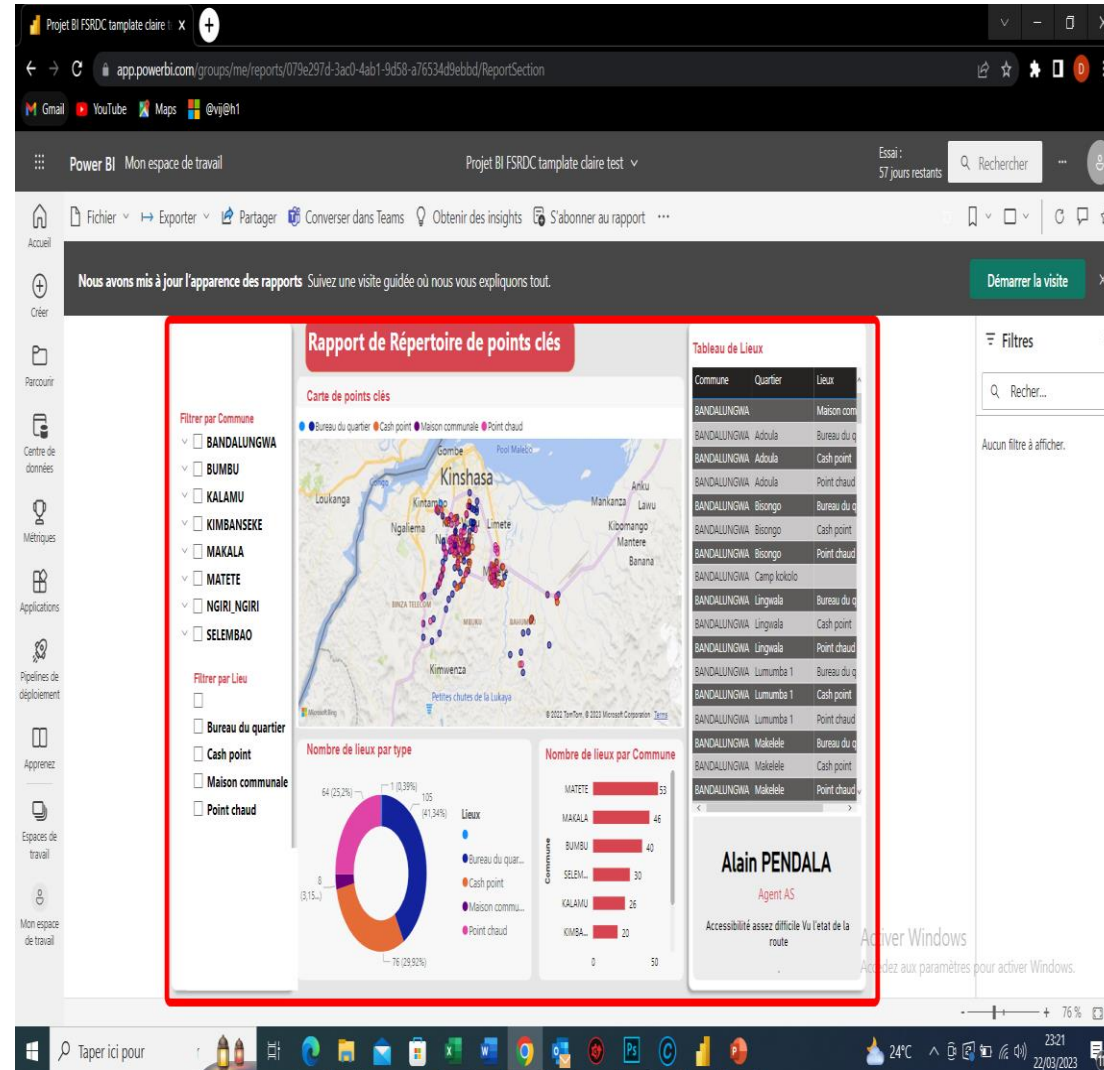 Projet BI FSRDC tamplate claire t
app.powerbi.com/groups/me/reports/079e297d-3ac0-4ab1-9d58-a76534d9ebbd/ReportSection
D
Gmail YouTube Maps @vij@h1
Power BI Mon espace de travail
Projet BI FSRDC tamplate claire test
Essai :
57 jours restants
Rechercher
Fichier Exporter Partager Converser dans Teams Obtenir des insights S'abonner au rapport
Nous avons mis à jour l'apparence des rapports Suivez une visite guidée où nous vous expliquons tout.
Démarrer la visite
Accueil
Créer
Parcourir
Centre de
données
Métriques
Applications
Pipelines de
déploiement
Apprenez
Espaces de
travail
Mon espace
de travail
Filtrer par Commune
BANDALUNGWA
BUMBU
KALAMU
KIMBANSEKE
MAKALA
MATETE
NGIRI_NGIRI
SELEMBAO
Filtrer par Lieu
Bureau du quartier
Cash point
Maison communale
Point chaud
Rapport de Répertoire de points clés
Carte de points clés
Bureau du quartier Cash point Maison communale Point chaud
Gombe
Pool Malebo
Congo
Kinshasa
Loukanga
Kintambo
Anku
Mankanza
Lawu
Ngaliema
Limete
Kibomango
Mantere
Banana
BINZA TELECOM
MBUKU
Kimwenza
Petites chutes de la Lukaya
Microsoft Bing
© 2022 TomTom, © 2023 Microsoft Corporation Terms
Nombre de lieux par type
64 (25,2%)
1 (0,39%)
105
(41,34%)
8
(3,15...)
76 (29,92%)
Lieux
Bureau du quar...
Cash point
Maison commu...
Point chaud
Nombre de lieux par Commune
Commune
MATETE 53
MAKALA 46
BUMBU 40
SELEM... 30
KALAMU 26
KIMBA... 20
0 50
Tableau de Lieux
Commune Quartier Lieux
BANDALUNGWA Maison com
BANDALUNGWA Adoula Bureau du q
BANDALUNGWA Adoula Cash point
BANDALUNGWA Adoula Point chaud
BANDALUNGWA Bisongo Bureau du q
BANDALUNGWA Bisongo Cash point
BANDALUNGWA Bisongo Point chaud
BANDALUNGWA Camp kokolo
BANDALUNGWA Lingwala Bureau du q
BANDALUNGWA Lingwala Cash point
BANDALUNGWA Lingwala Point chaud
BANDALUNGWA Lumumba 1 Bureau du q
BANDALUNGWA Lumumba 1 Cash point
BANDALUNGWA Lumumba 1 Point chaud
BANDALUNGWA Makelele Bureau du q
BANDALUNGWA Makelele Cash point
BANDALUNGWA Makelele Point chaud
Alain PENDALA
Agent AS
Accessibilité assez difficile Vu l'etat de la
route
.
Filtres
Recher...
Aucun filtre à afficher.
Activer Windows
Accédez aux paramètres pour activer Windows.
76 %
Taper ici pour
24°C
23:21
22/03/2023